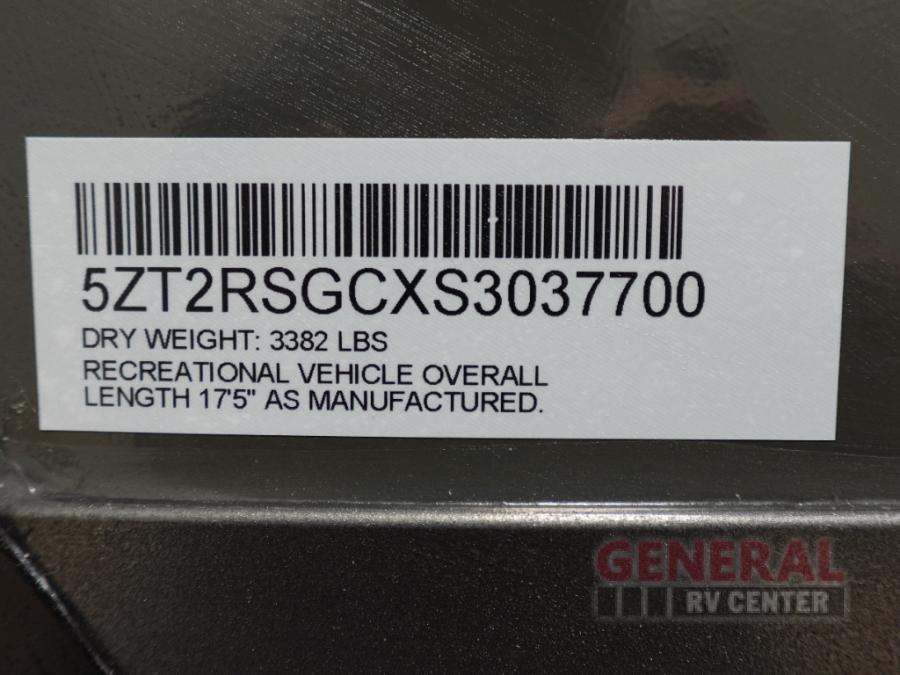 5ZT2RSGCXS3037700
DRY WEIGHT: 3382 LBS
RECREATIONAL VEHICLE OVERALL
LENGTH 17'5" AS MANUFACTURED.
GENERAL
RV CENTER